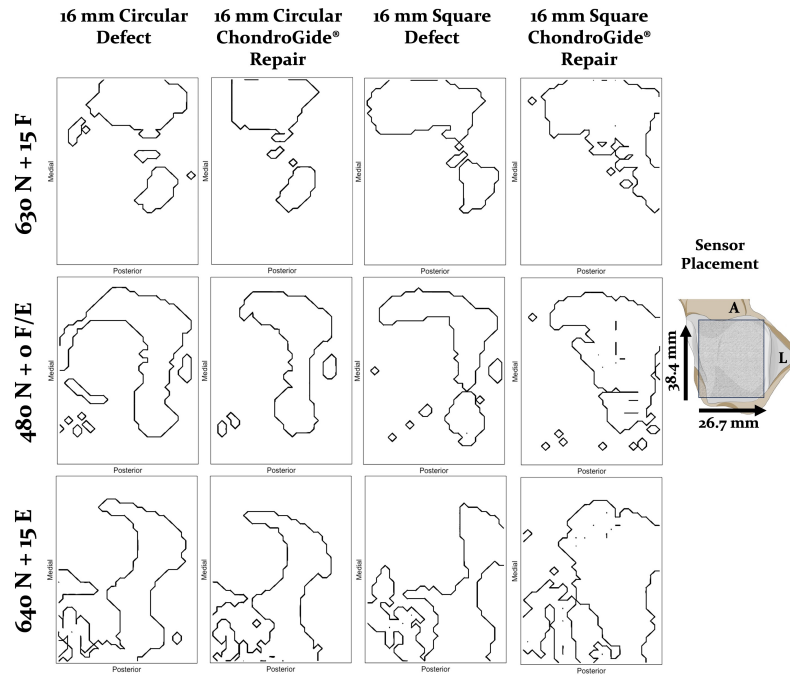 16 mm Circular
Defect
16 mm Circular
ChondroGide®
Repair
16 mm Square
Defect
16 mm Square
ChondroGide®
Repair
630 N + 15 F
Medial
Posterior
Medial
Posterior
Medial
Posterior
Medial
Posterior
480 N + 0 F/E
Medial
Posterior
Medial
Posterior
Medial
Posterior
Medial
Posterior
640 N + 15 E
Medial
Posterior
Medial
Posterior
Medial
Posterior
Medial
Posterior
Sensor
Placement
A
L
38.4 mm
26.7 mm